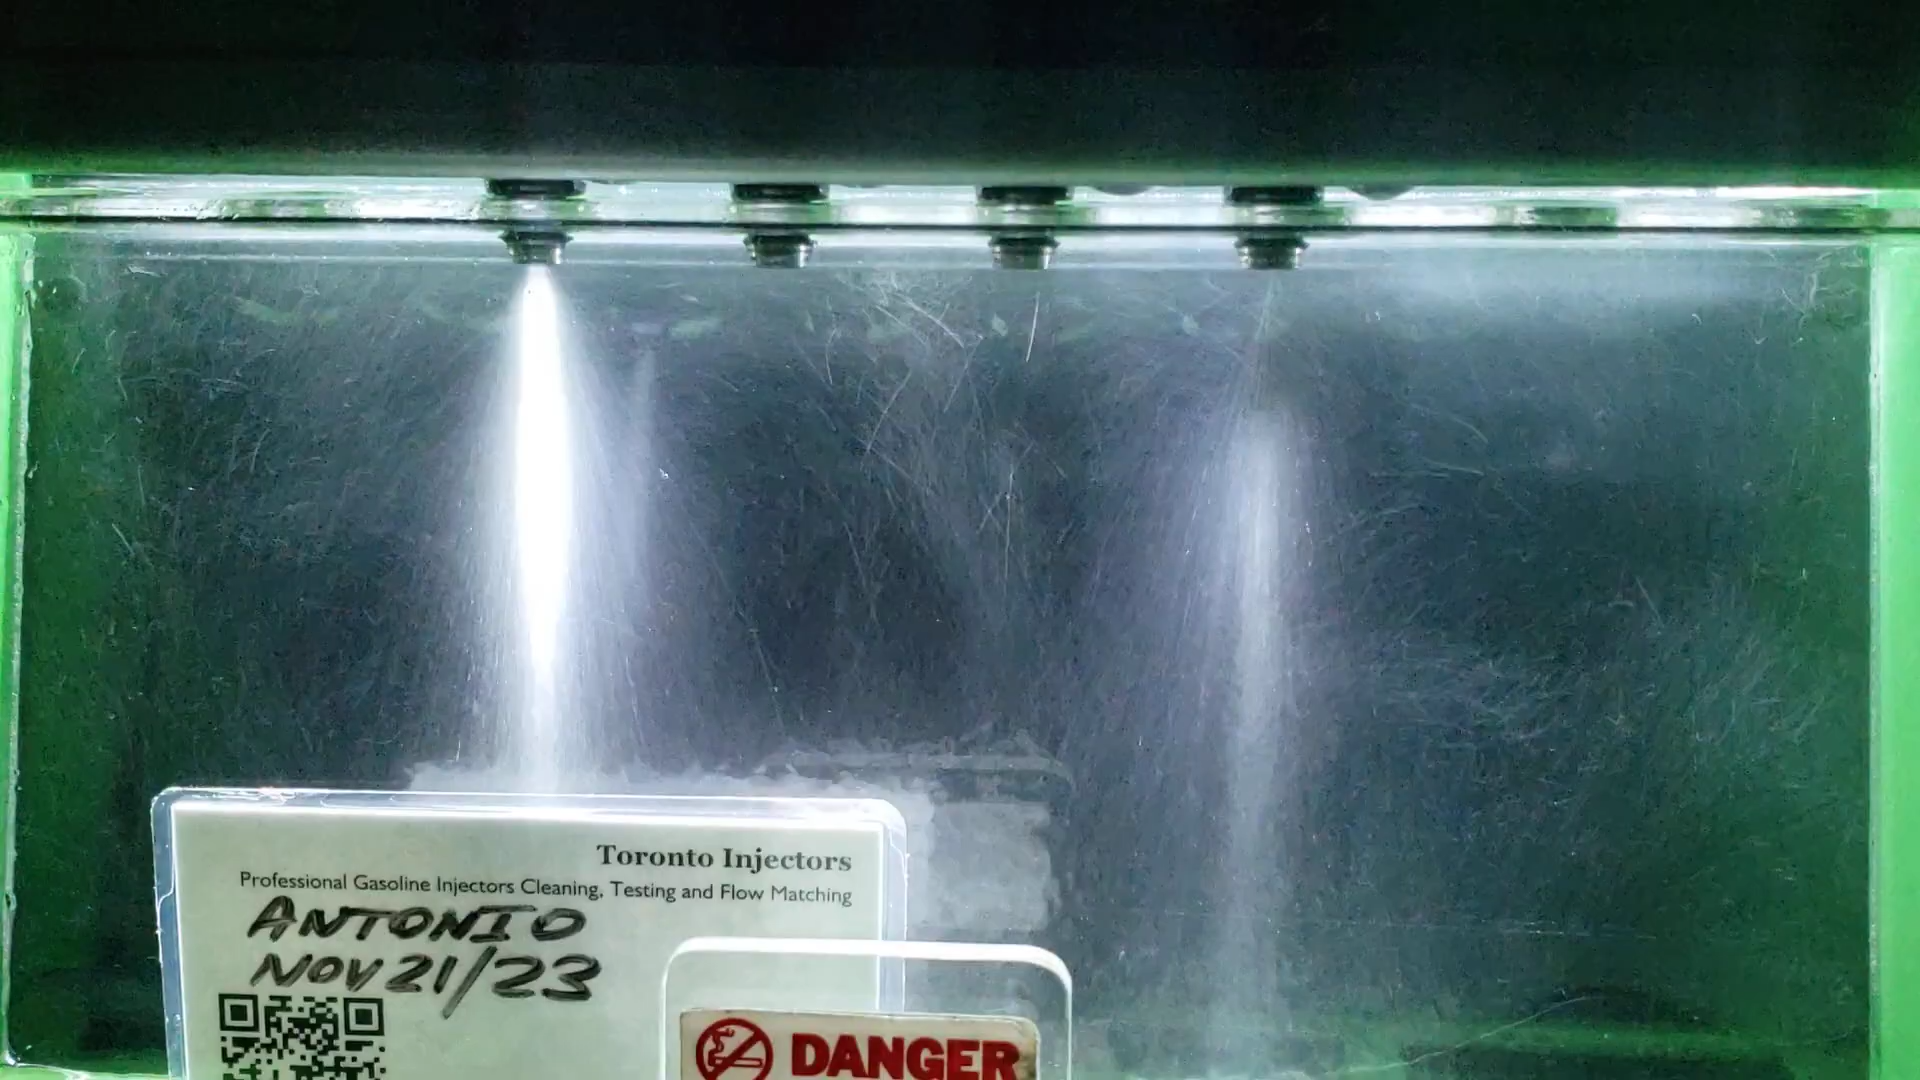 Toronto Injectors
Professional Gasoline Injectors Cleaning, Testing and Flow Matching
ANTONIO
NOV 21/23
DANGER